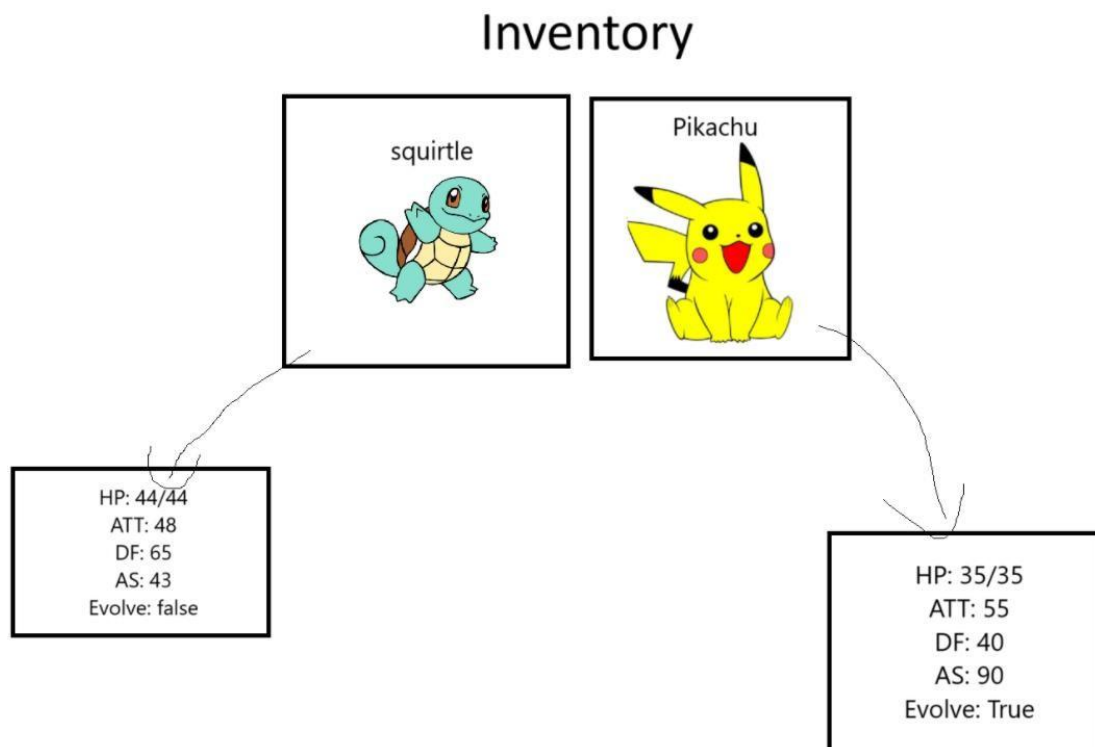 Inventory
squirtle
Pikachu
HP: 44/44
ATT: 48
DF: 65
AS: 43
Evolve: false
HP: 35/35
ATT: 55
DF: 40
AS: 90
Evolve: True